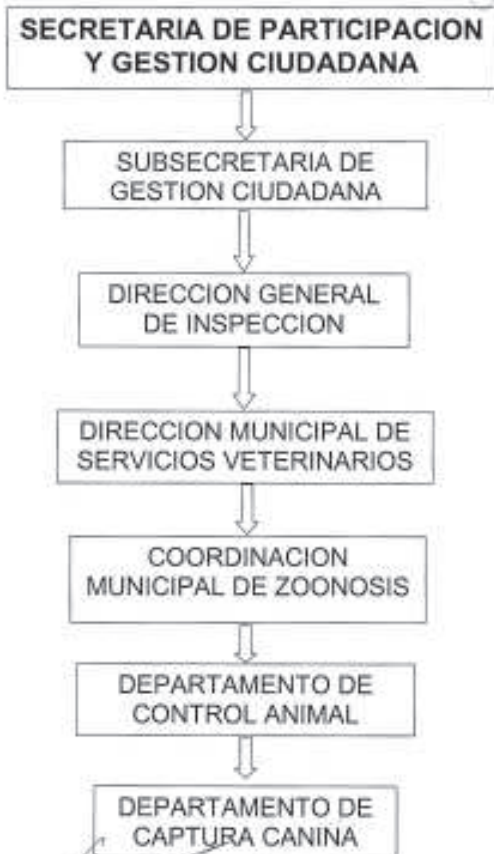 SECRETARIA DE PARTICIPACION
Y GESTION CIUDADANA
SUBSECRETARIA DE
GESTION CIUDADANA
DIRECCION GENERAL
DE INSPECCION
DIRECCION MUNICIPAL DE
SERVICIOS VETERINARIOS
COORDINACION
MUNICIPAL DE ZOONOSIS
DEPARTAMENTO DE
CONTROL ANIMAL
DEPARTAMENTO DE
CAPTURA CANINA